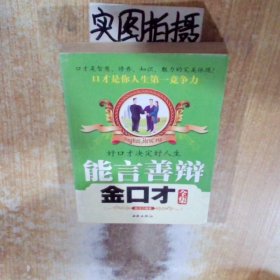 实图拍摄
口才是智慧、修养、知识、魅力的完美体现!
口才是你人生第一竞争力
好口才决定好人生
能言善辩
金口才
全集